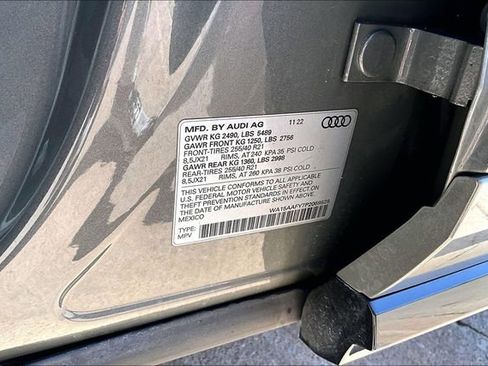 MFD. BY AUDI AG 11 22
GVWR KG 2490, LBS 5489
GAWR FRONT KG 1250, LBS 2756
FRONT-TIRES 255/40 R21
8,5JX21 RIMS, AT 240 KPA 35 PSI COLD
GAWR REAR KG 1360, LBS 2998
REAR-TIRES 255/40 R21
8,5JX21 RIMS, AT 260 KPA 38 PSI COLD
THIS VEHICLE CONFORMS TO ALL APPLICABLE
U.S. FEDERAL MOTOR VEHICLE SAFETY AND
THEFT PREVENTION STANDARDS IN EFFECT ON
THE DATE OF MANUFACTURE SHOWN ABOVE.
MEXICO
TYPE:
MPV